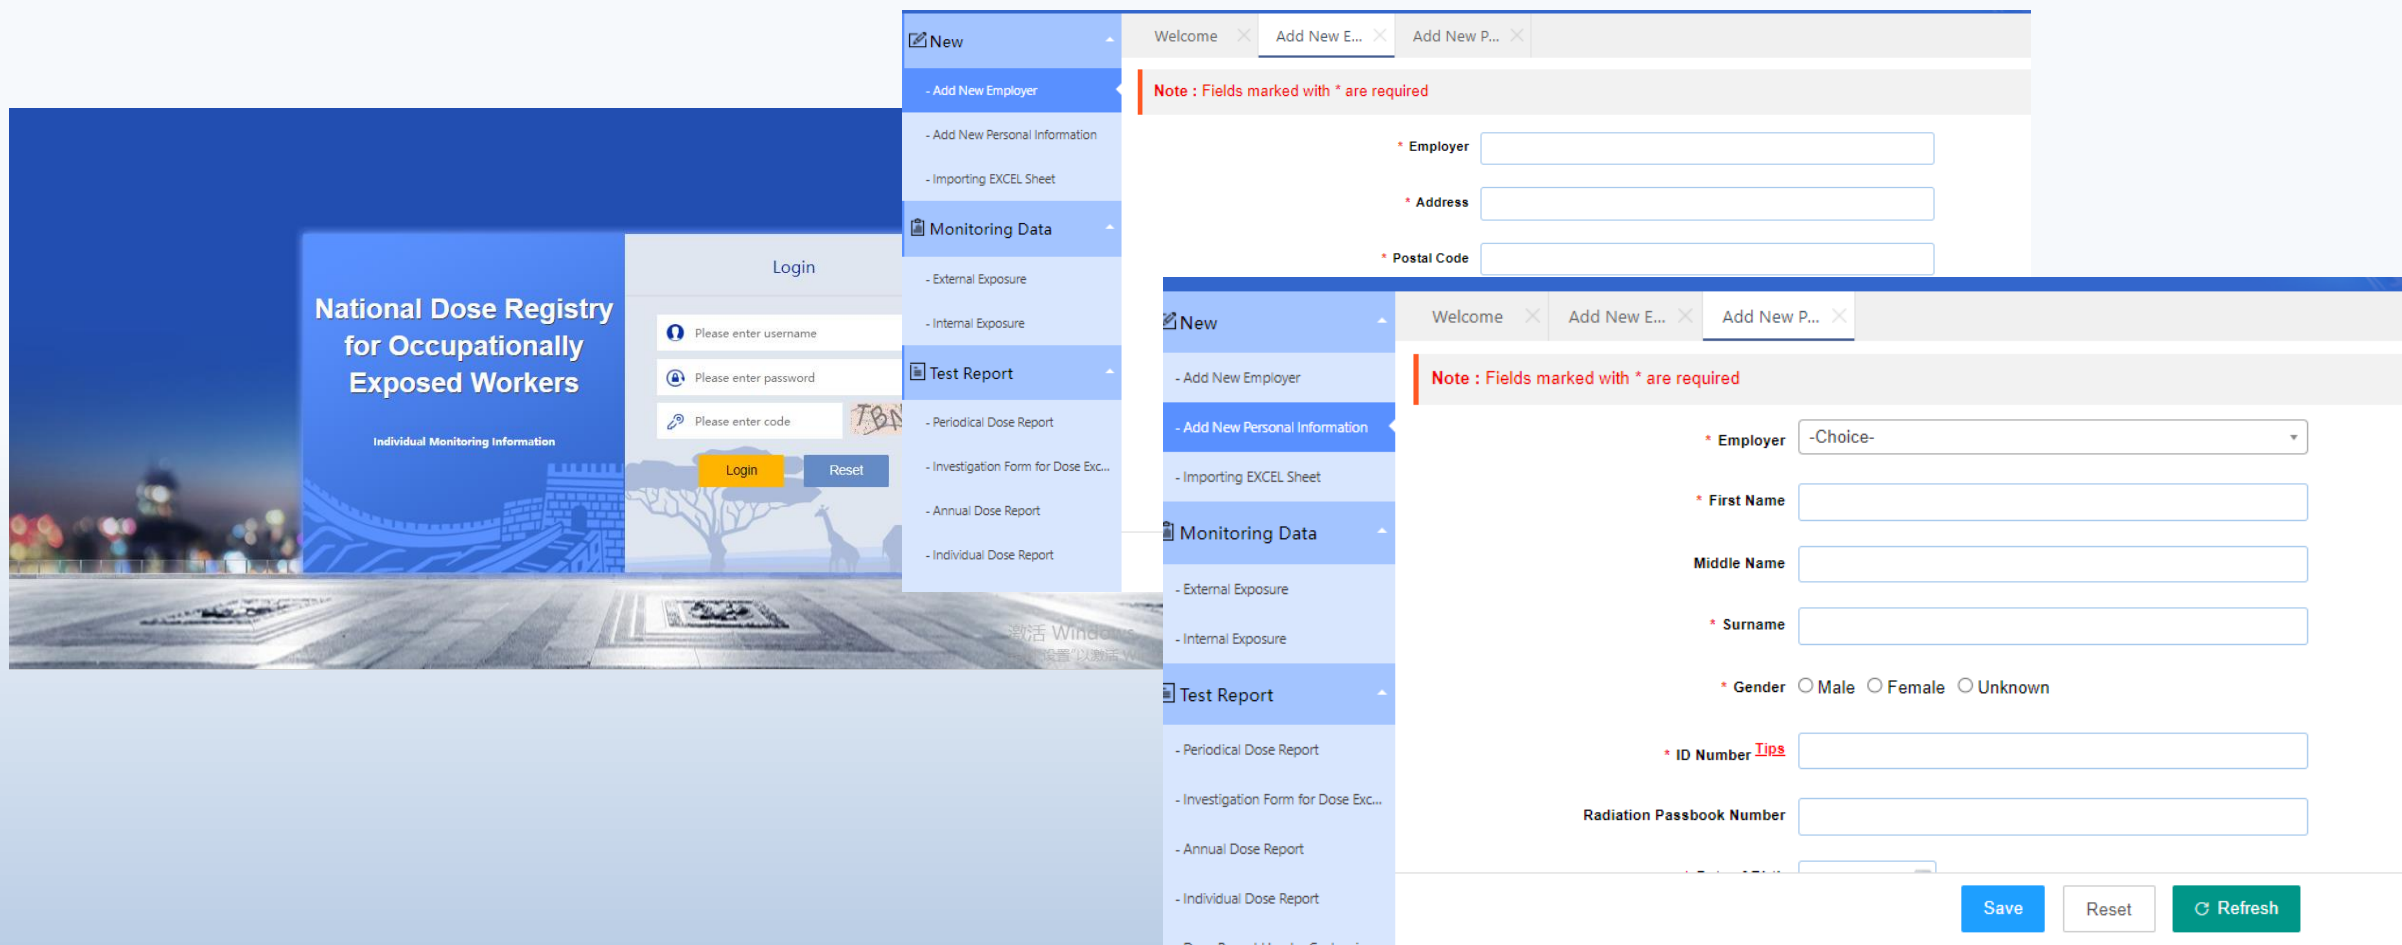 National Dose Registry
for Occupationally
Exposed Workers
Individual Monitoring Information
Login
Please enter username
Please enter password
Please enter code
Login
Reset
激活 Windows
New
- Add New Employer
- Add New Personal Information
- Importing EXCEL Sheet
Monitoring Data
- External Exposure
- Internal Exposure
Test Report
- Periodical Dose Report
- Investigation Form for Dose Exc...
- Annual Dose Report
- Individual Dose Report
Welcome
Add New E...
Add New P...
Note : Fields marked with * are required
* Employer
* Address
* Postal Code
New
- Add New Employer
- Add New Personal Information
- Importing EXCEL Sheet
Monitoring Data
- External Exposure
- Internal Exposure
Test Report
- Periodical Dose Report
- Investigation Form for Dose Exc...
- Annual Dose Report
- Individual Dose Report
Welcome
Add New E...
Add New P...
Note : Fields marked with * are required
* Employer -Choice-
* First Name
Middle Name
* Surname
* Gender Male Female Unknown
* ID Number Tips
Radiation Passbook Number
Save
Reset
Refresh